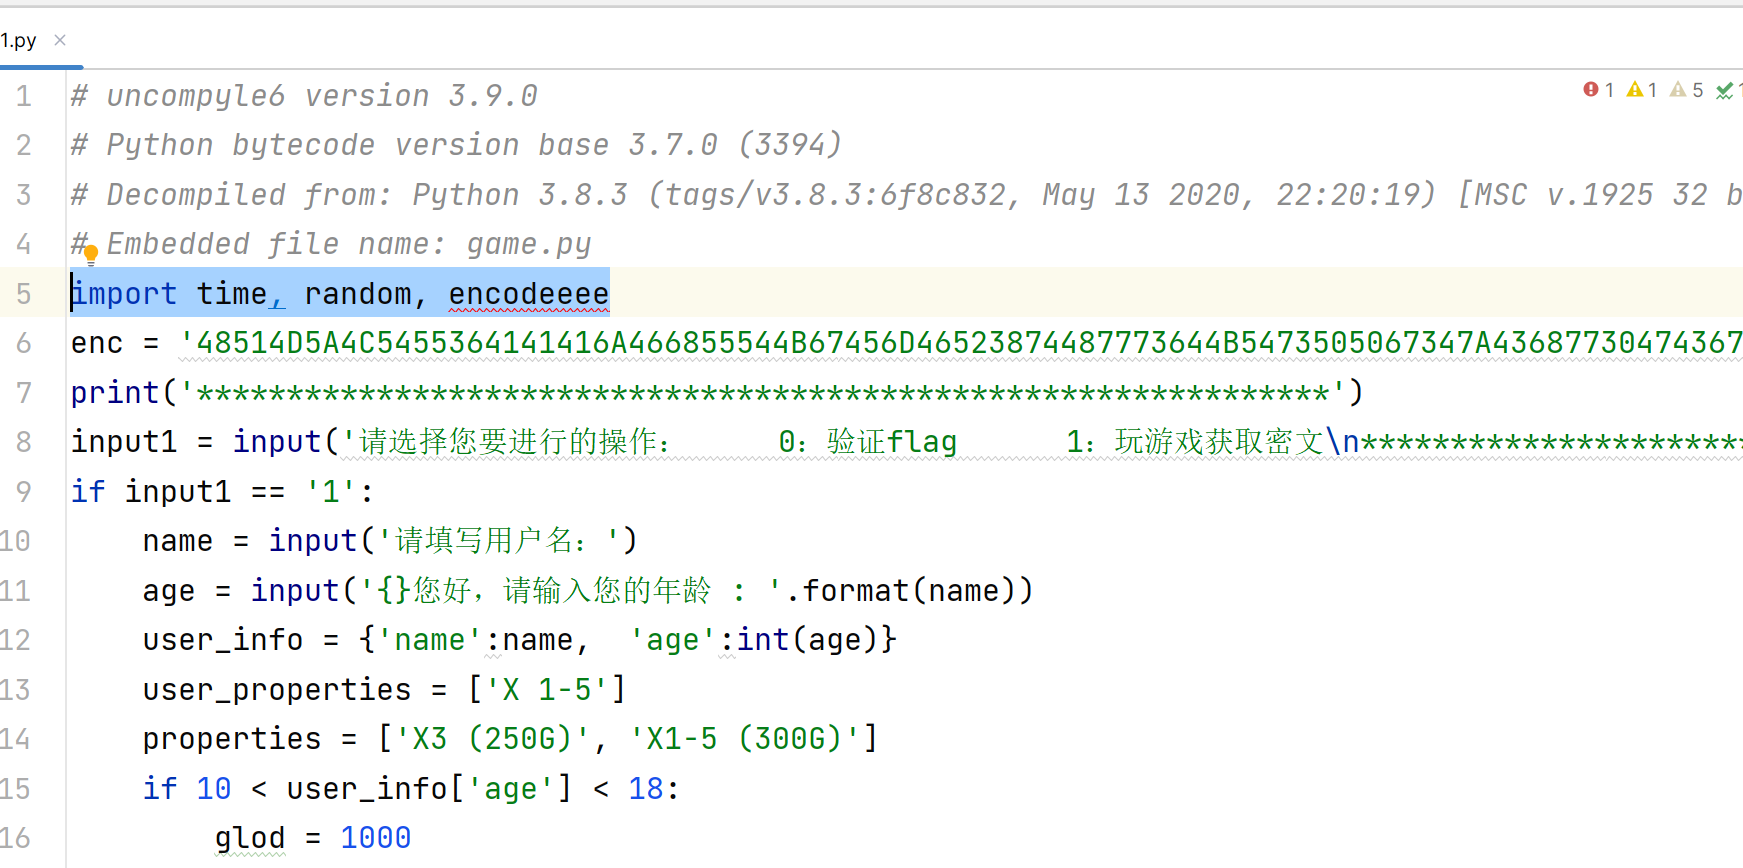 1.py ×
1 # uncompyle6 version 3.9.0
2 # Python bytecode version base 3.7.0 (3394)
3 # Decompiled from: Python 3.8.3 (tags/v3.8.3:6f8c832, May 13 2020, 22:20:19) [MSC v.1925 32 b
4 # Embedded file name: game.py
5 import time, random, encodeeee
6 enc = '48514D5A4C5455364141416A466855544B67456D465238744877773644B5473505067347A43687730474367
7 print('***************************************************************')
8 input1 = input('请选择您要进行的操作:      0:验证flag      1:玩游戏获取密文\n*********************
9 if input1 == '1':
10     name = input('请填写用户名:')
11     age = input('{}您好,请输入您的年龄 : '.format(name))
12     user_info = {'name':name,  'age':int(age)}
13     user_properties = ['X 1-5']
14     properties = ['X3 (250G)', 'X1-5 (300G)']
15     if 10 < user_info['age'] < 18:
16         glod = 1000
1 1 5 1